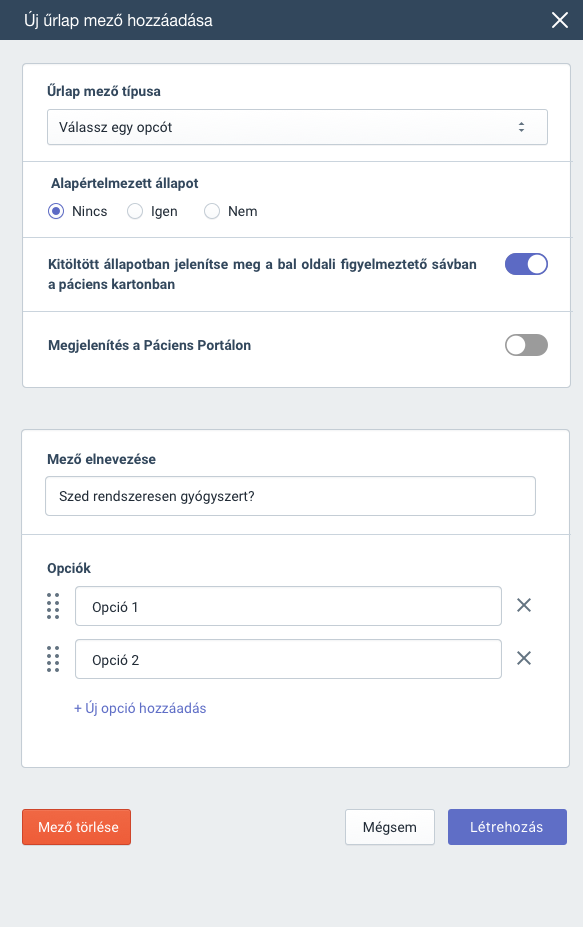 Új űrlap mező hozzáadása
Űrlap mező típusa
Válassz egy opcót
Alapértelmezett állapot
Nincs Igen Nem
Kitöltött állapotban jelenítse meg a bal oldali figyelmeztető sávban
a páciens kartonban
Megjelenítés a Páciens Portálon
Mező elnevezése
Szed rendszeresen gyógyszert?
Opciók
Opció 1
Opció 2
+ Új opció hozzáadás
Mező törlése Mégsem Létrehozás